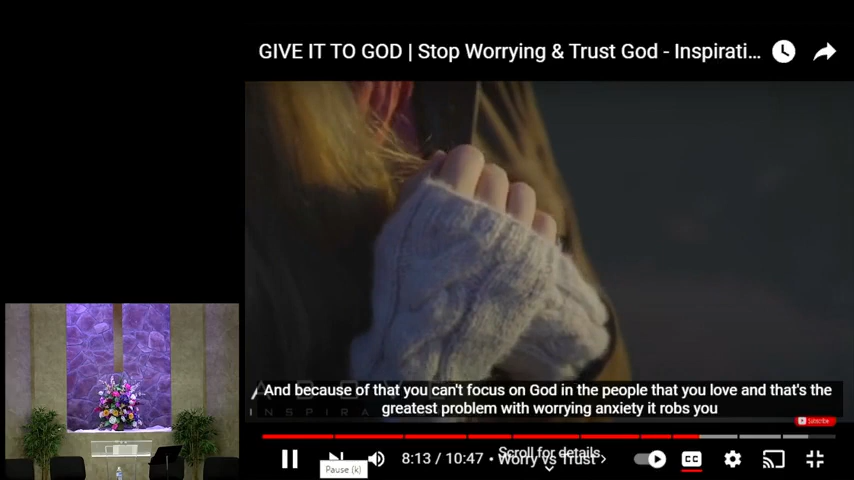 GIVE IT TO GOD | Stop Worrying & Trust God - Inspirati...
And because of that you can't focus on God in the people that you love and that's the
greatest problem with worrying anxiety it robs you
INSPIRA
Subscribe
Scroll for details
8:13 / 10:47 • Worry vs Trust >
CC
Pause (k)